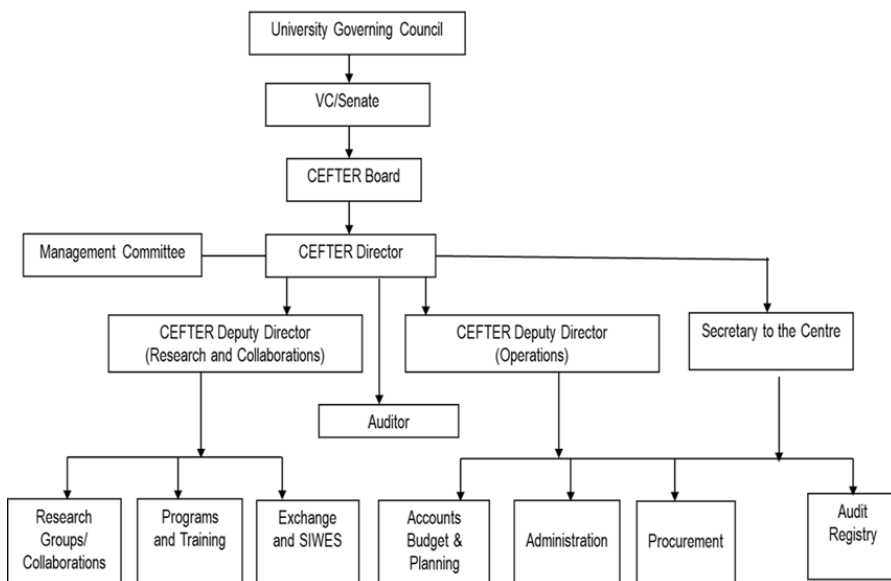 University Governing Council
VC/Senate
CEFTER Board
Management Committee
CEFTER Director
CEFTER Deputy Director
(Research and Collaborations)
CEFTER Deputy Director
(Operations)
Secretary to the Centre
Auditor
Research
Groups/
Collaborations
Programs
and Training
Exchange
and SIWES
Accounts
Budget &
Planning
Administration
Procurement
Audit
Registry